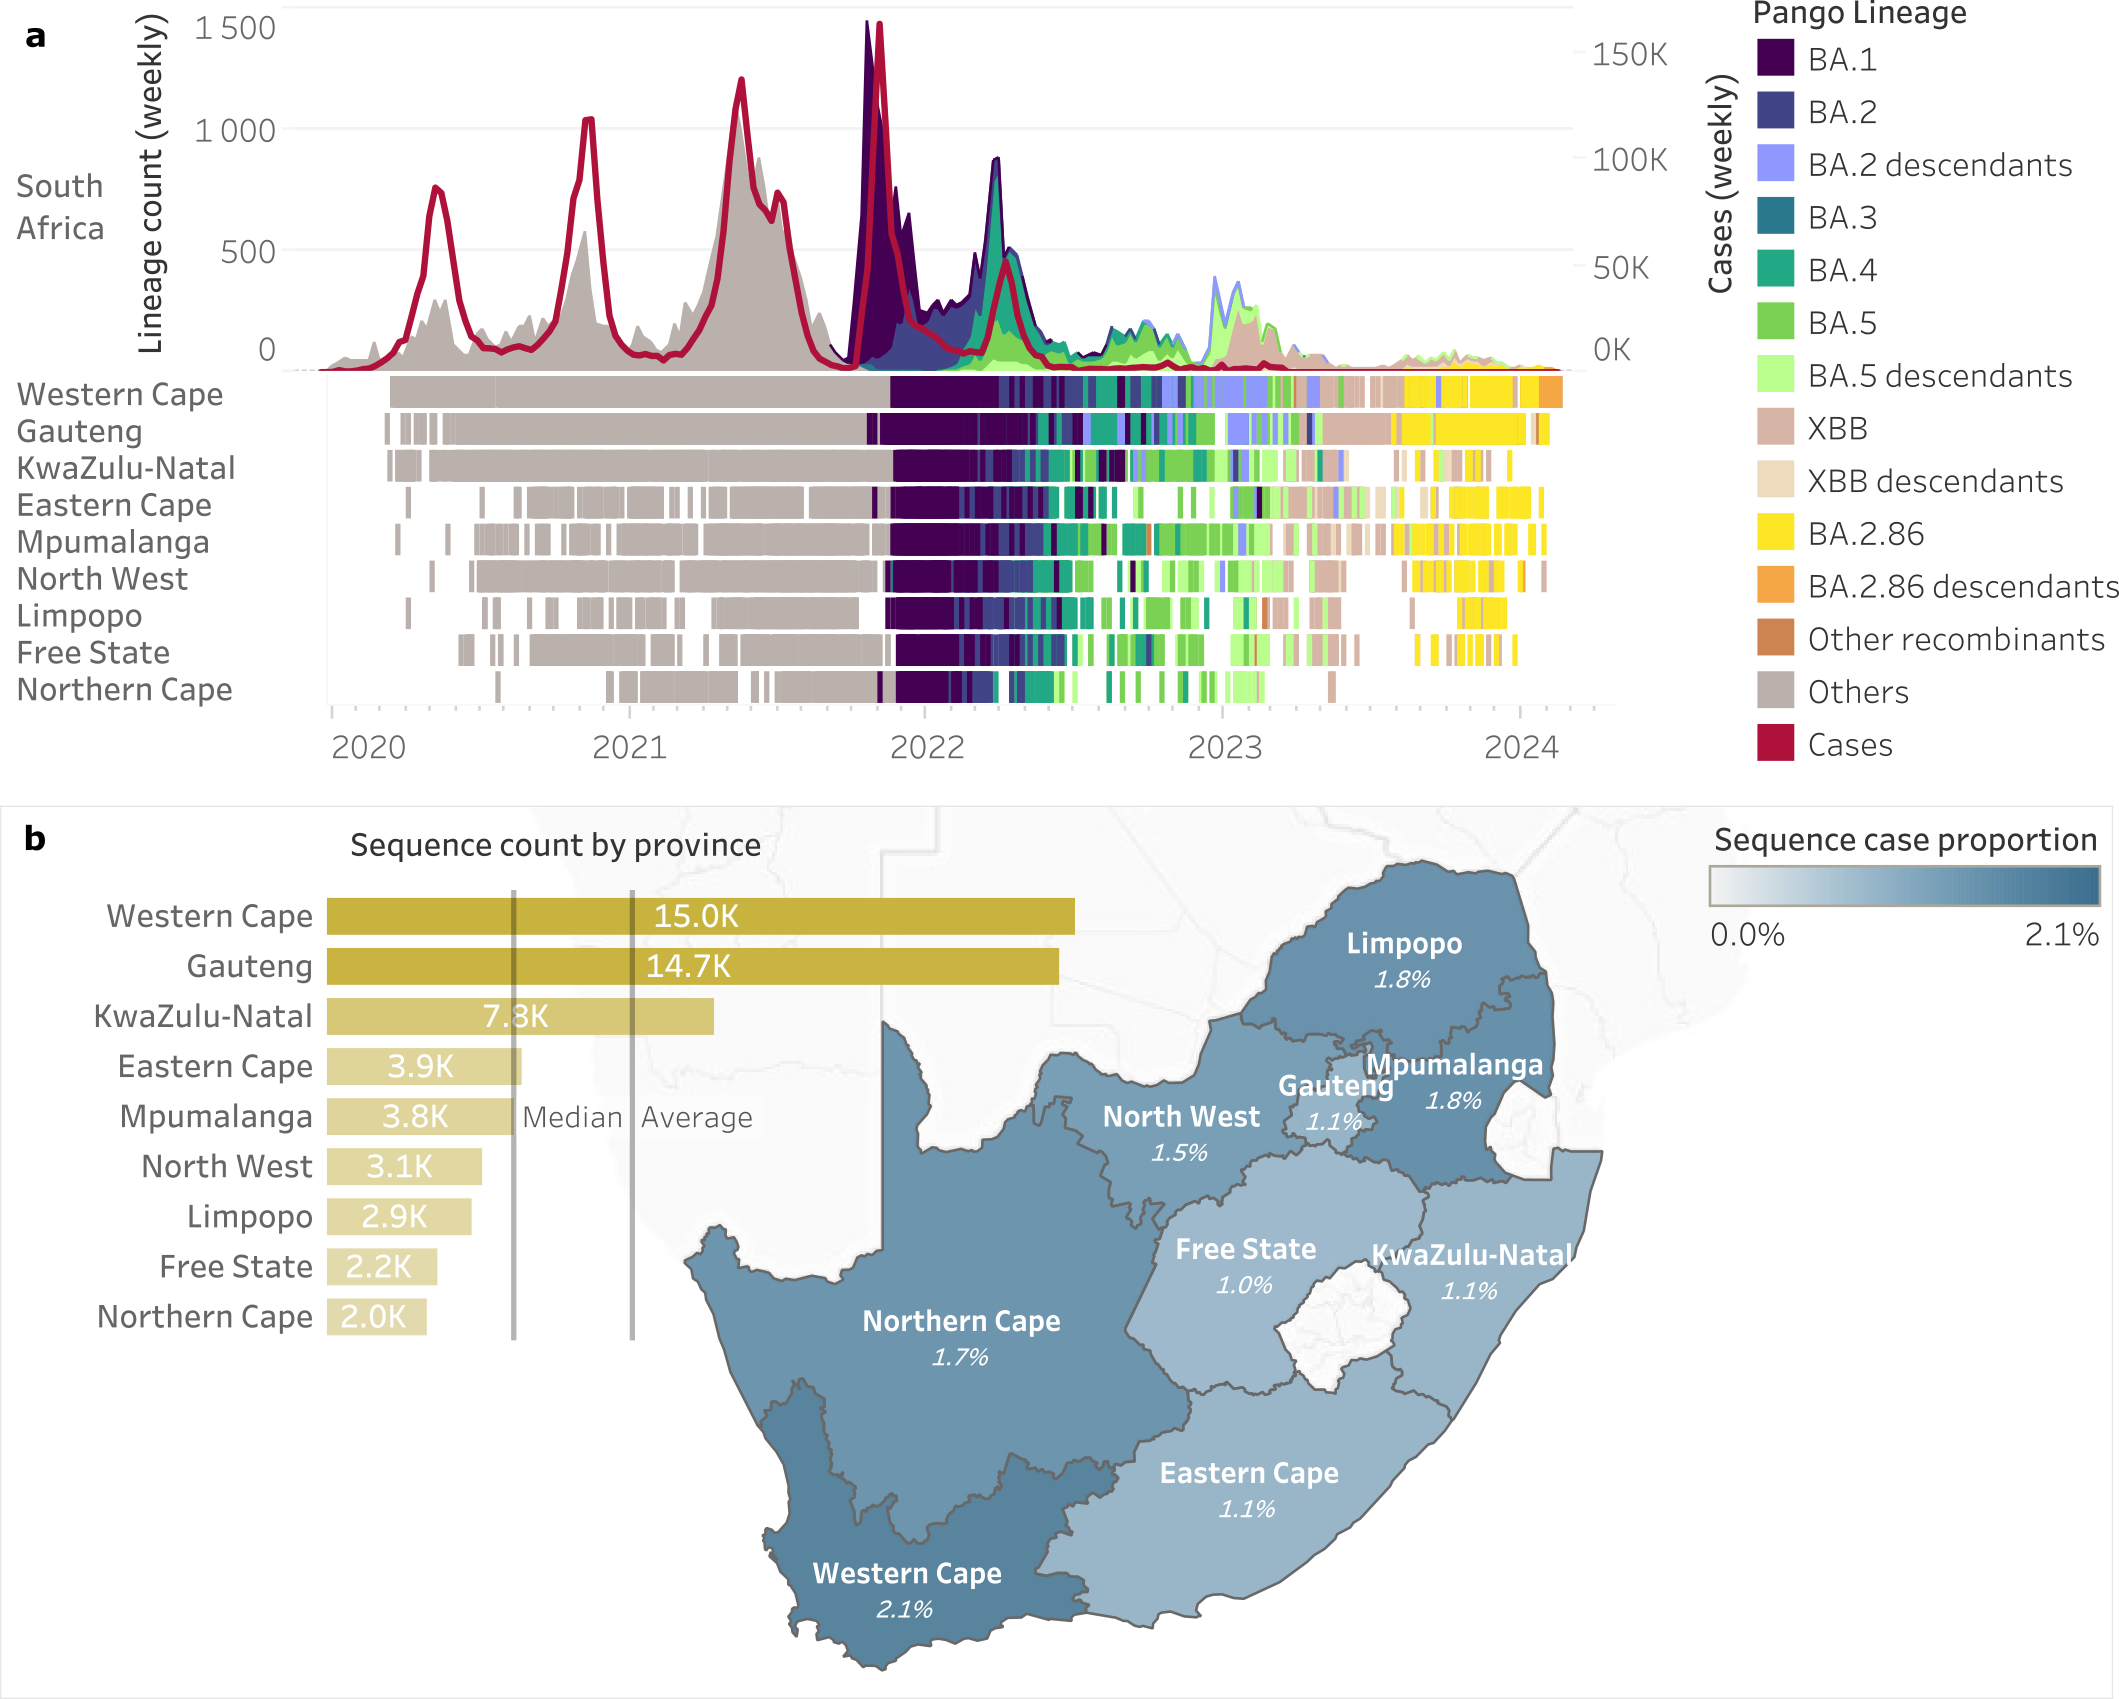 a
Lineage count (weekly)
1 500
1 000
500
0
South
Africa
150K
100K
50K
0K
Cases (weekly)
Pango Lineage
BA.1
BA.2
BA.2 descendants
BA.3
BA.4
BA.5
BA.5 descendants
XBB
XBB descendants
BA.2.86
BA.2.86 descendants
Other recombinants
Others
Cases
Western Cape
Gauteng
KwaZulu-Natal
Eastern Cape
Mpumalanga
North West
Limpopo
Free State
Northern Cape
2020 2021 2022 2023 2024
b
Sequence count by province
Western Cape 15.0K
Gauteng 14.7K
KwaZulu-Natal 7.8K
Eastern Cape 3.9K
Mpumalanga 3.8K Median Average
North West 3.1K
Limpopo 2.9K
Free State 2.2K
Northern Cape 2.0K
Sequence case proportion
0.0% 2.1%
Limpopo
1.8%
Mpumalanga
1.8%
Gauteng
1.1%
North West
1.5%
Free State
1.0%
KwaZulu-Natal
1.1%
Northern Cape
1.7%
Eastern Cape
1.1%
Western Cape
2.1%